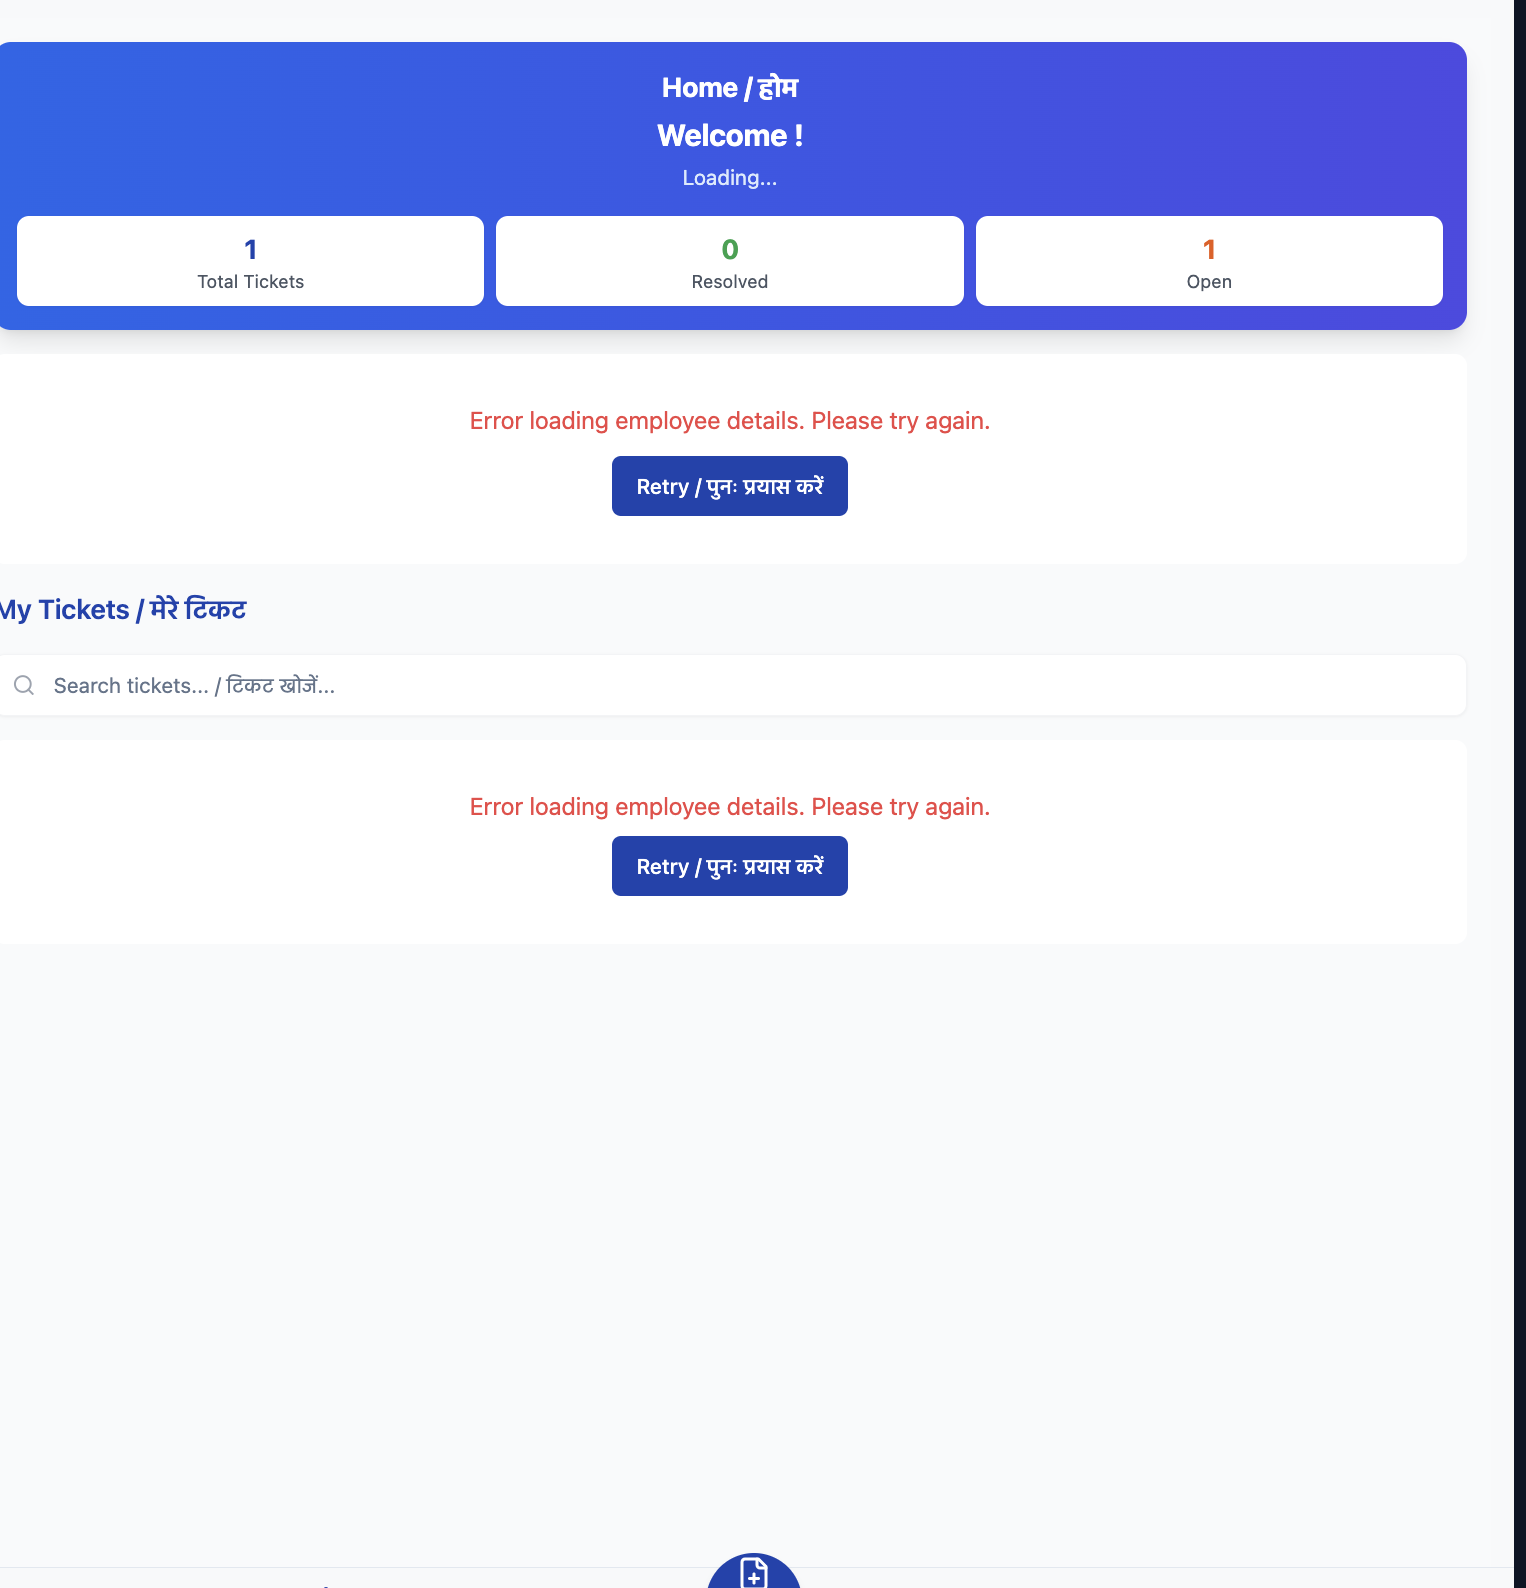 Home / होम
Welcome !
Loading...
1
Total Tickets
0
Resolved
1
Open
Error loading employee details. Please try again.
Retry / पुनः प्रयास करें
My Tickets / मेरे टिकट
Search tickets... / टिकट खोजें...
Error loading employee details. Please try again.
Retry / पुनः प्रयास करें